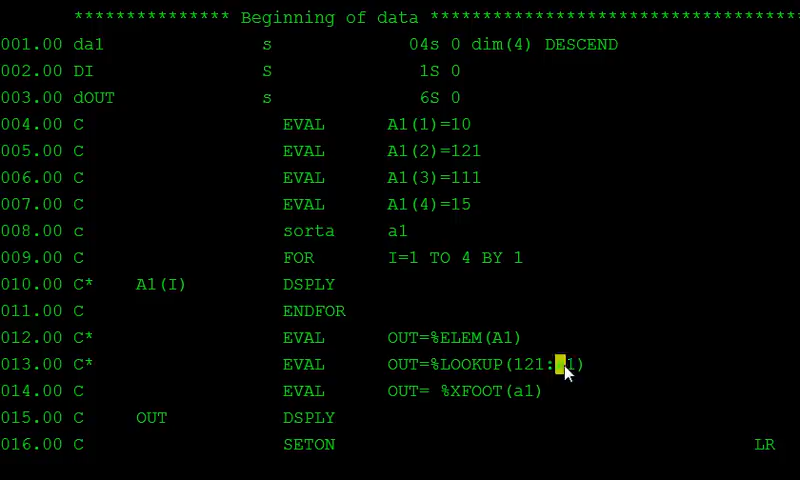 *************** Beginning of data ***********************************
001.00 da1 s 04s 0 dim(4) DESCEND
002.00 DI S 1S 0
003.00 dOUT s 6S 0
004.00 C EVAL A1(1)=10
005.00 C EVAL A1(2)=121
006.00 C EVAL A1(3)=111
007.00 C EVAL A1(4)=15
008.00 c sorta a1
009.00 C FOR I=1 TO 4 BY 1
010.00 C* A1(I) DSPLY
011.00 C ENDFOR
012.00 C* EVAL OUT=%ELEM(A1)
013.00 C* EVAL OUT=%LOOKUP(121: 1)
014.00 C EVAL OUT= %XFOOT(a1)
015.00 C OUT DSPLY
016.00 C SETON LR